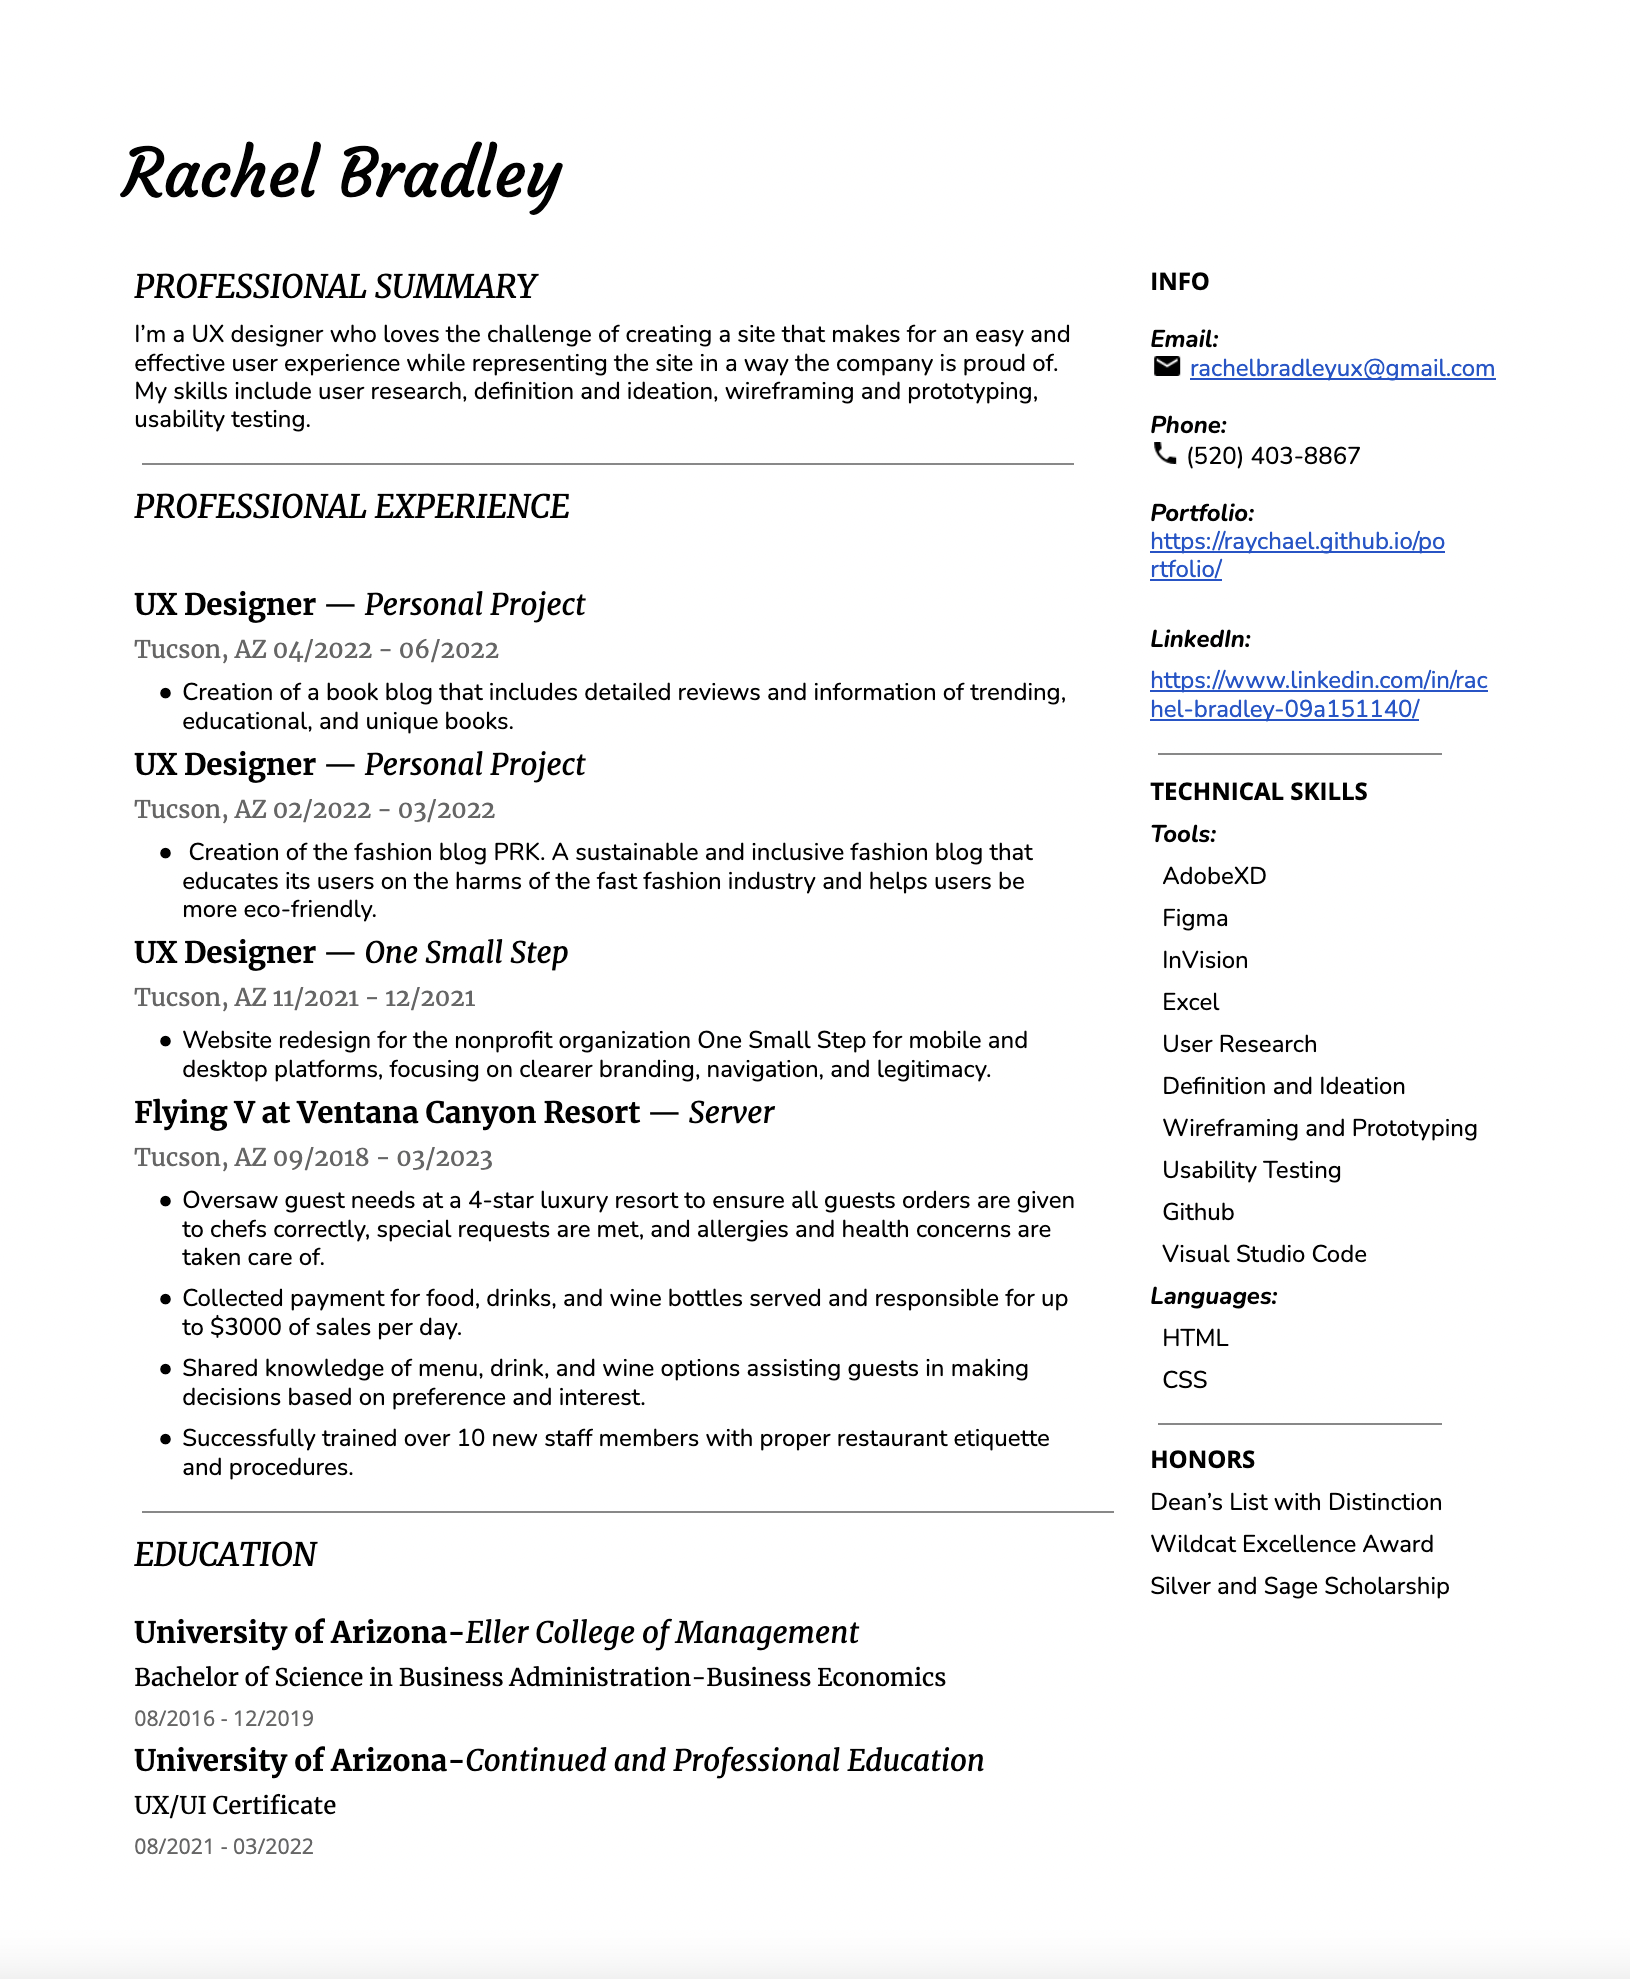 Rachel Bradley
PROFESSIONAL SUMMARY
I’m a UX designer who loves the challenge of creating a site that makes for an easy and
effective user experience while representing the site in a way the company is proud of.
My skills include user research, definition and ideation, wireframing and prototyping,
usability testing.
PROFESSIONAL EXPERIENCE
UX Designer — Personal Project
Tucson, AZ 04/2022 - 06/2022
● Creation of a book blog that includes detailed reviews and information of trending,
educational, and unique books.
UX Designer — Personal Project
Tucson, AZ 02/2022 - 03/2022
● Creation of the fashion blog PRK. A sustainable and inclusive fashion blog that
educates its users on the harms of the fast fashion industry and helps users be
more eco-friendly.
UX Designer — One Small Step
Tucson, AZ 11/2021 - 12/2021
● Website redesign for the nonprofit organization One Small Step for mobile and
desktop platforms, focusing on clearer branding, navigation, and legitimacy.
Flying V at Ventana Canyon Resort — Server
Tucson, AZ 09/2018 - 03/2023
● Oversaw guest needs at a 4-star luxury resort to ensure all guests orders are given
to chefs correctly, special requests are met, and allergies and health concerns are
taken care of.
● Collected payment for food, drinks, and wine bottles served and responsible for up
to $3000 of sales per day.
● Shared knowledge of menu, drink, and wine options assisting guests in making
decisions based on preference and interest.
● Successfully trained over 10 new staff members with proper restaurant etiquette
and procedures.
EDUCATION
University of Arizona-Eller College of Management
Bachelor of Science in Business Administration-Business Economics
08/2016 - 12/2019
University of Arizona-Continued and Professional Education
UX/UI Certificate
08/2021 - 03/2022
INFO
Email:
rachelbradleyux@gmail.com
Phone:
(520) 403-8867
Portfolio:
https://raychael.github.io/po
rtfolio/
LinkedIn:
https://www.linkedin.com/in/rac
hel-bradley-09a151140/
TECHNICAL SKILLS
Tools:
AdobeXD
Figma
InVision
Excel
User Research
Definition and Ideation
Wireframing and Prototyping
Usability Testing
Github
Visual Studio Code
Languages:
HTML
CSS
HONORS
Dean’s List with Distinction
Wildcat Excellence Award
Silver and Sage Scholarship